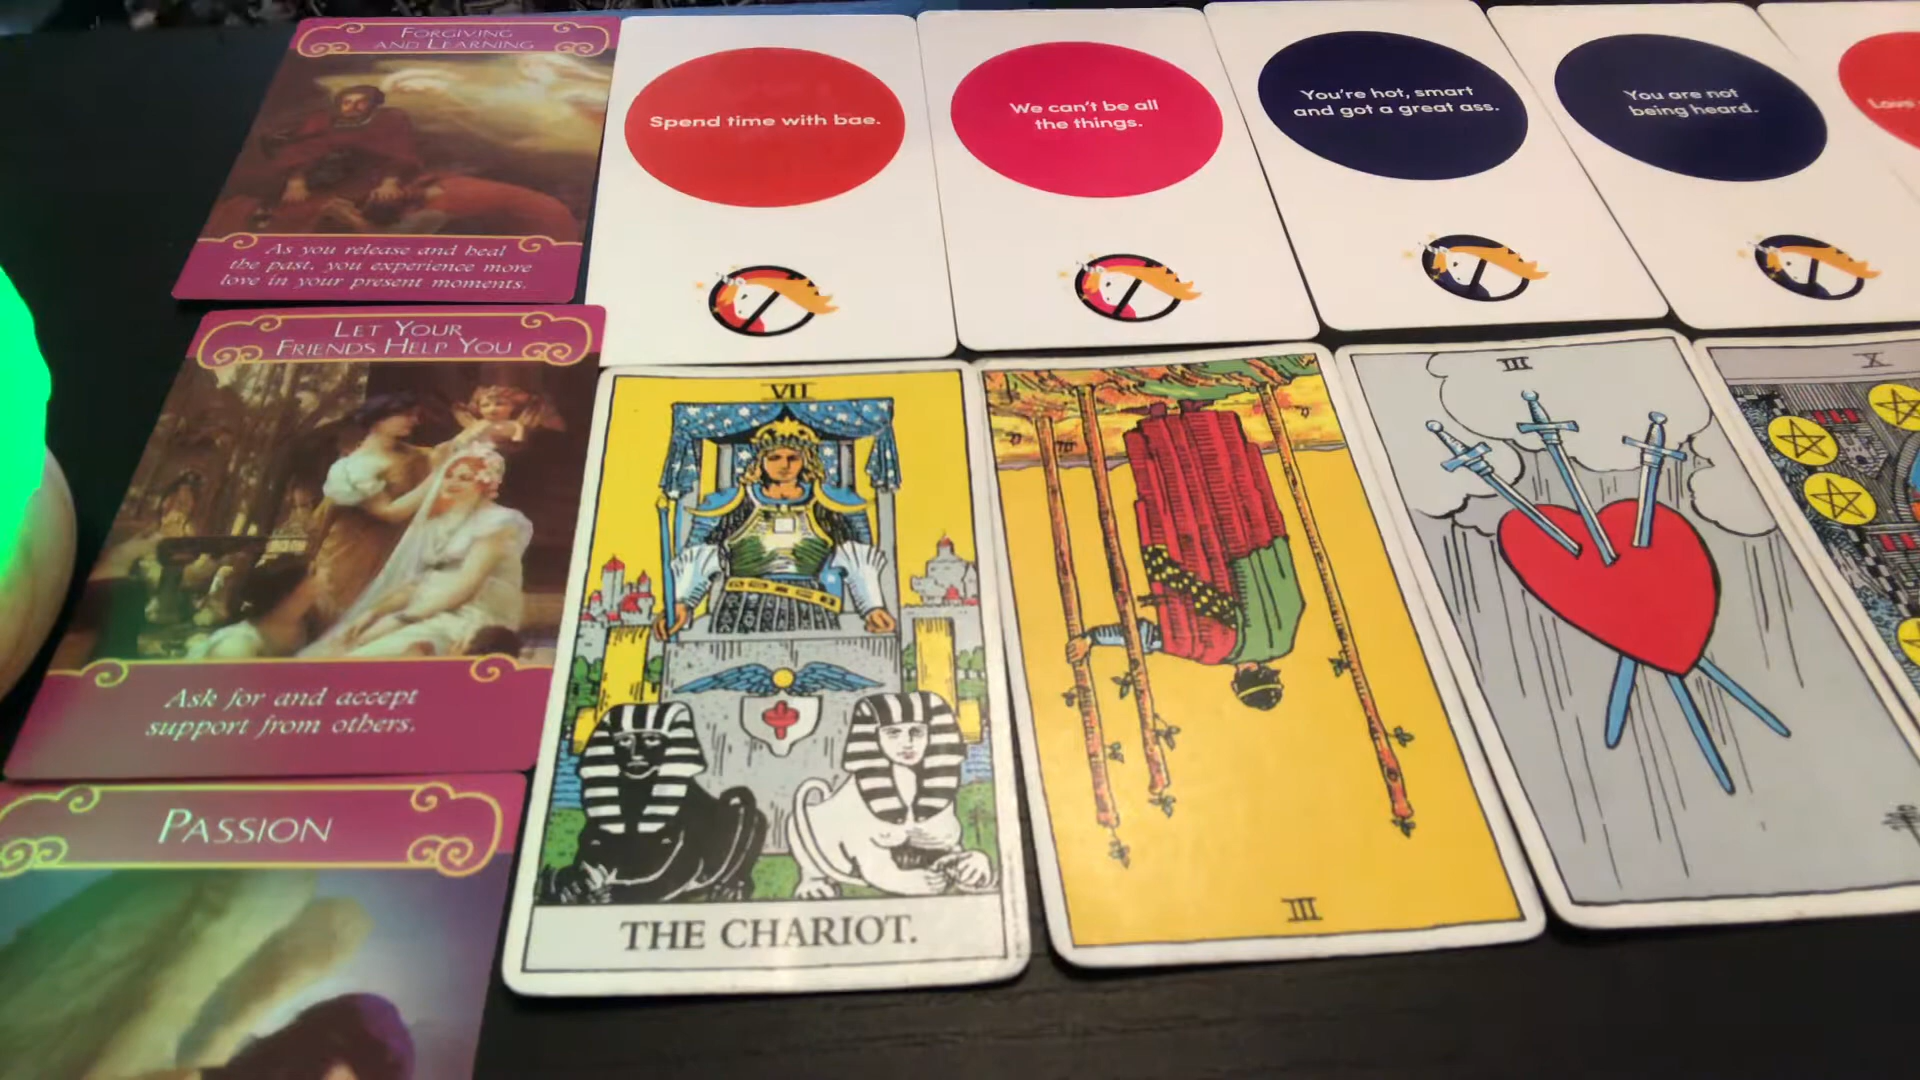 FORGIVING
AND LEARNING
As you release and heal
the past, you experience more
love in your present moments.
Spend time with bae.
We can't be all
the things.
You're hot, smart
and got a great ass.
You are not
being heard.
Love
LET YOUR
FRIENDS HELP YOU
Ask for and accept
support from others.
PASSION
VII
THE CHARIOT.
III
III
X